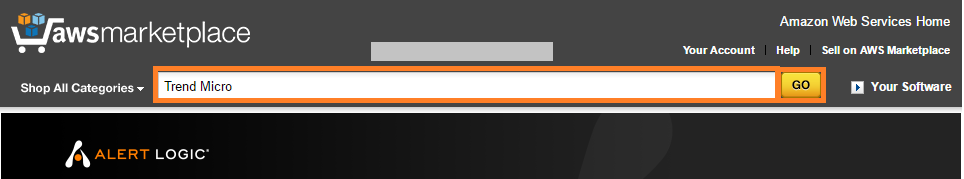 awsmarketplace
Amazon Web Services Home
Your Account | Help | Sell on AWS Marketplace
Shop All Categories Trend Micro GO Your Software
ALERT LOGIC®